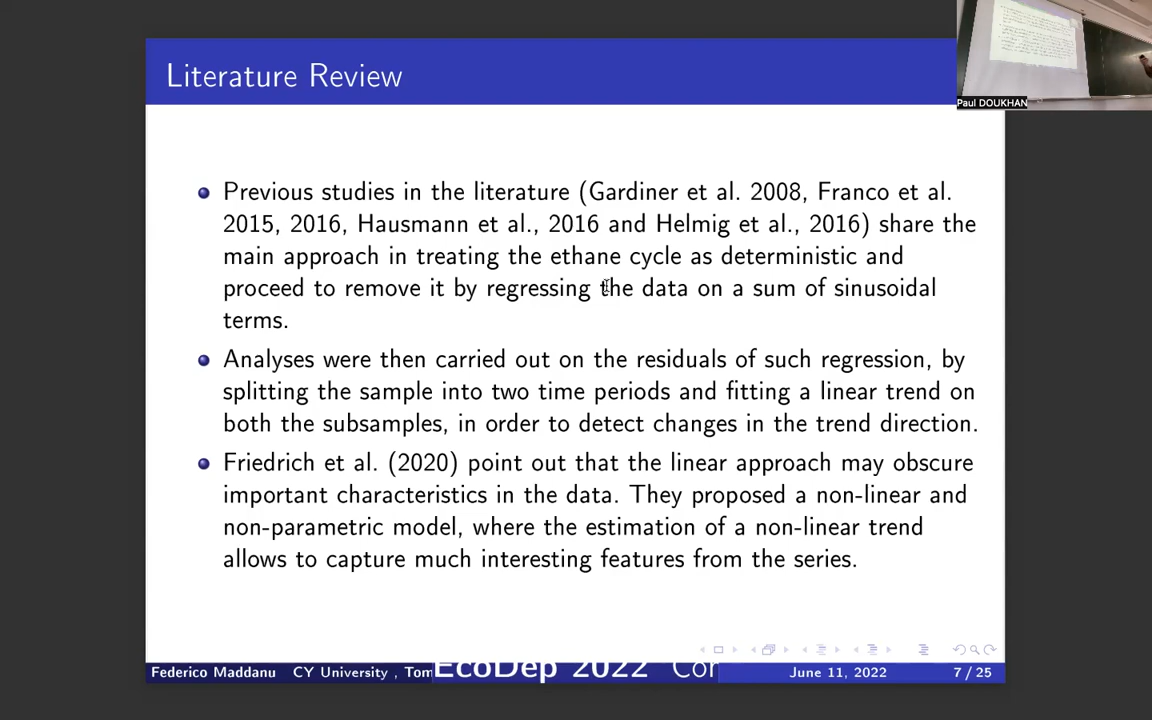 Literature Review
Paul DOUKHAN
Previous studies in the literature (Gardiner et al. 2008, Franco et al.
2015, 2016, Hausmann et al., 2016 and Helmig et al., 2016) share the
main approach in treating the ethane cycle as deterministic and
proceed to remove it by regressing the data on a sum of sinusoidal
terms.
Analyses were then carried out on the residuals of such regression, by
splitting the sample into two time periods and fitting a linear trend on
both the subsamples, in order to detect changes in the trend direction.
Friedrich et al. (2020) point out that the linear approach may obscure
important characteristics in the data. They proposed a non-linear and
non-parametric model, where the estimation of a non-linear trend
allows to capture much interesting features from the series.
Federico Maddanu CY University , Tom EcoDep 2022 Con June 11, 2022 7 / 25